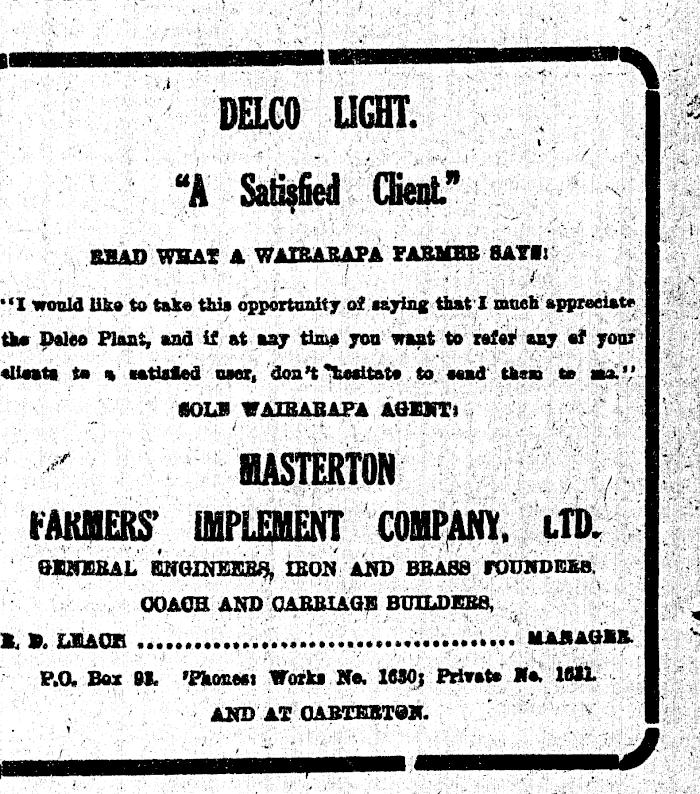 DELCO LIGHT.
"A Satisfied Client."
READ WHAT A WAIRARAPA FARMER SAYS:
"I would like to take this opportunity of saying that I much appreciate
the Delco Plant, and if at any time you want to refer any of your
clients to a satisfied user, don't hesitate to send them to me."
SOLE WAIRARAPA AGENT:
MASTERTON
FARMERS' IMPLEMENT COMPANY, LTD.
GENERAL ENGINEERS, IRON AND BRASS FOUNDERS,
COACH AND CARRIAGE BUILDERS,
LEACH ........................................ MANAGER.
P.O. Box 'Phones: Works No. 1630; Private No.
AND AT CARTERTON.